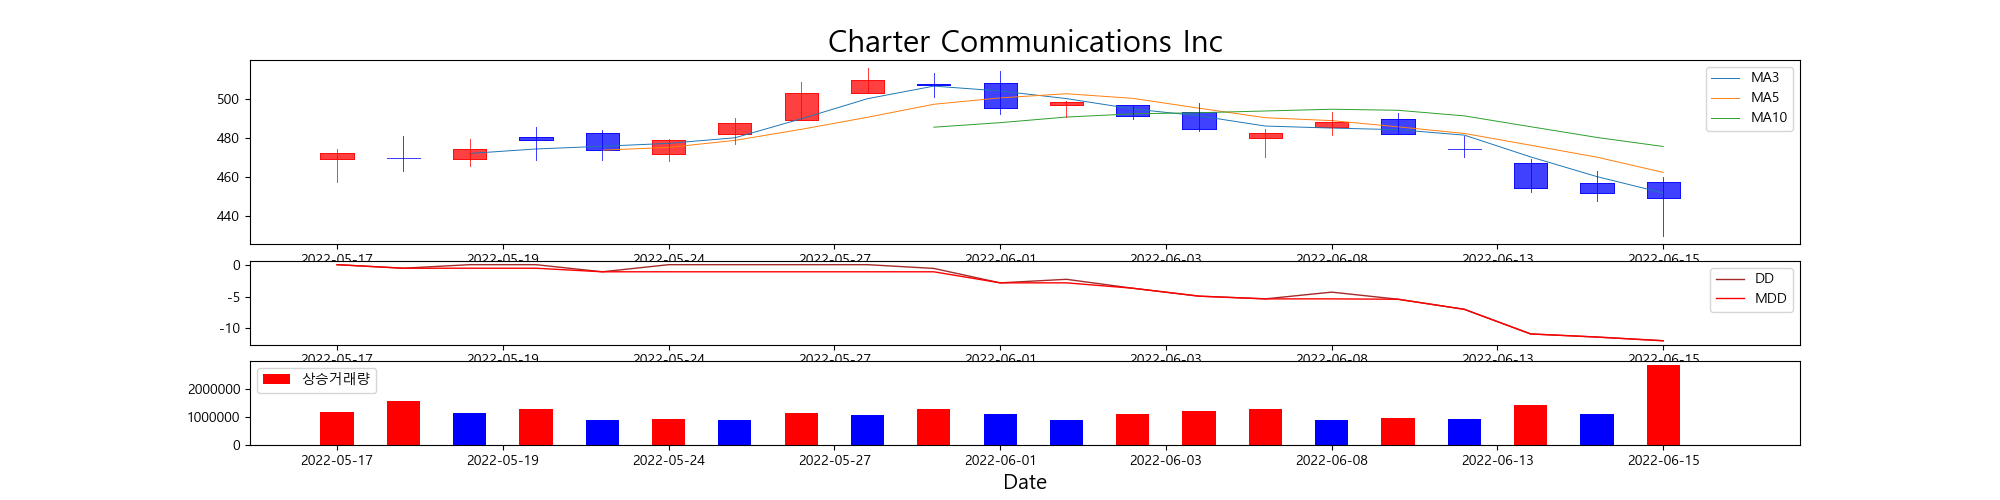 Charter Communications Inc
500
480
460
440
MA3
MA5
MA10
2022-05-17 2022-05-19 2022-05-24 2022-05-27 2022-06-01 2022-06-03 2022-06-08 2022-06-13 2022-06-15
0
-5
-10
DD
MDD
2022-05-17 2022-05-19 2022-05-24 2022-05-27 2022-06-01 2022-06-03 2022-06-08 2022-06-13 2022-06-15
상승거래량
2000000
1000000
0
2022-05-17 2022-05-19 2022-05-24 2022-05-27 2022-06-01 2022-06-03 2022-06-08 2022-06-13 2022-06-15
Date